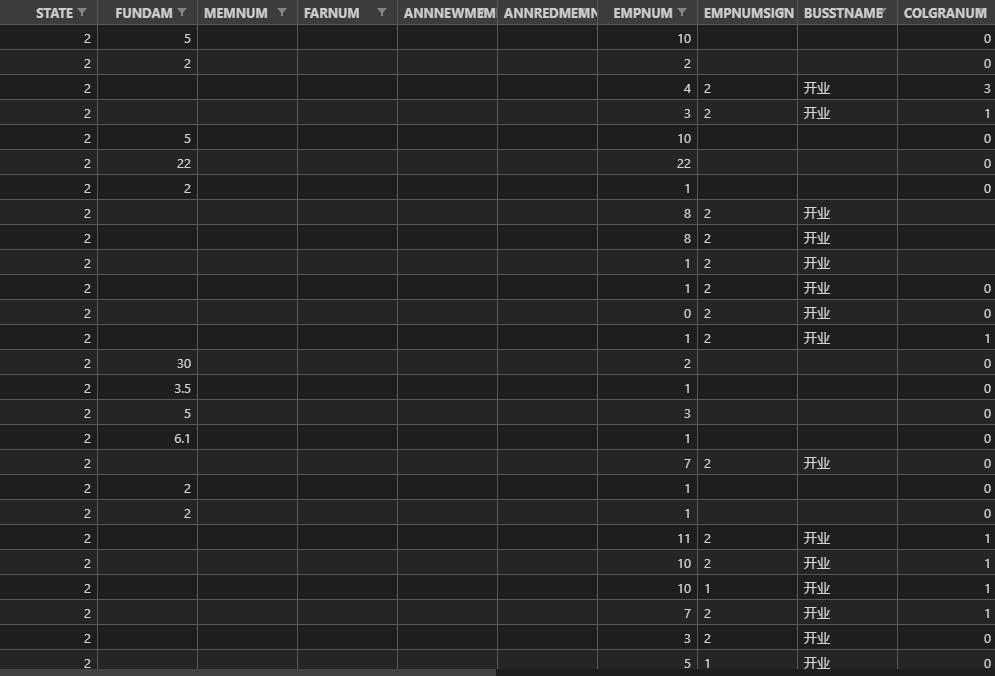 STATE FUNDAM MEMNUM FARNUM ANNNEWMEM ANNREDMEMN EMPNUM EMPNUMSIGN BUSSTNAME COLGRANUM
2 5 10 0
2 2 2 0
2 4 2 开业 3
2 3 2 开业 1
2 5 10 0
2 22 22 0
2 2 1 0
2 8 2 开业
2 8 2 开业
2 1 2 开业
2 1 2 开业 0
2 0 2 开业 0
2 1 2 开业 1
2 30 2 0
2 3.5 1 0
2 5 3 0
2 6.1 1 0
2 7 2 开业 0
2 2 1 0
2 2 1 0
2 11 2 开业 1
2 10 2 开业 1
2 10 1 开业 1
2 7 2 开业 1
2 3 2 开业 0
2 5 1 开业 0